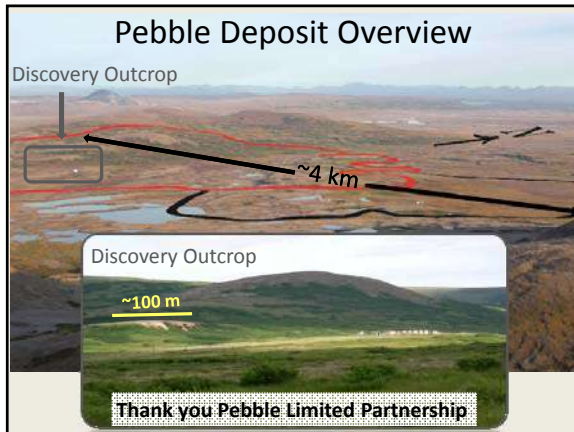 Pebble Deposit Overview
Discovery Outcrop
~4 km
Discovery Outcrop
~100 m
Thank you Pebble Limited Partnership